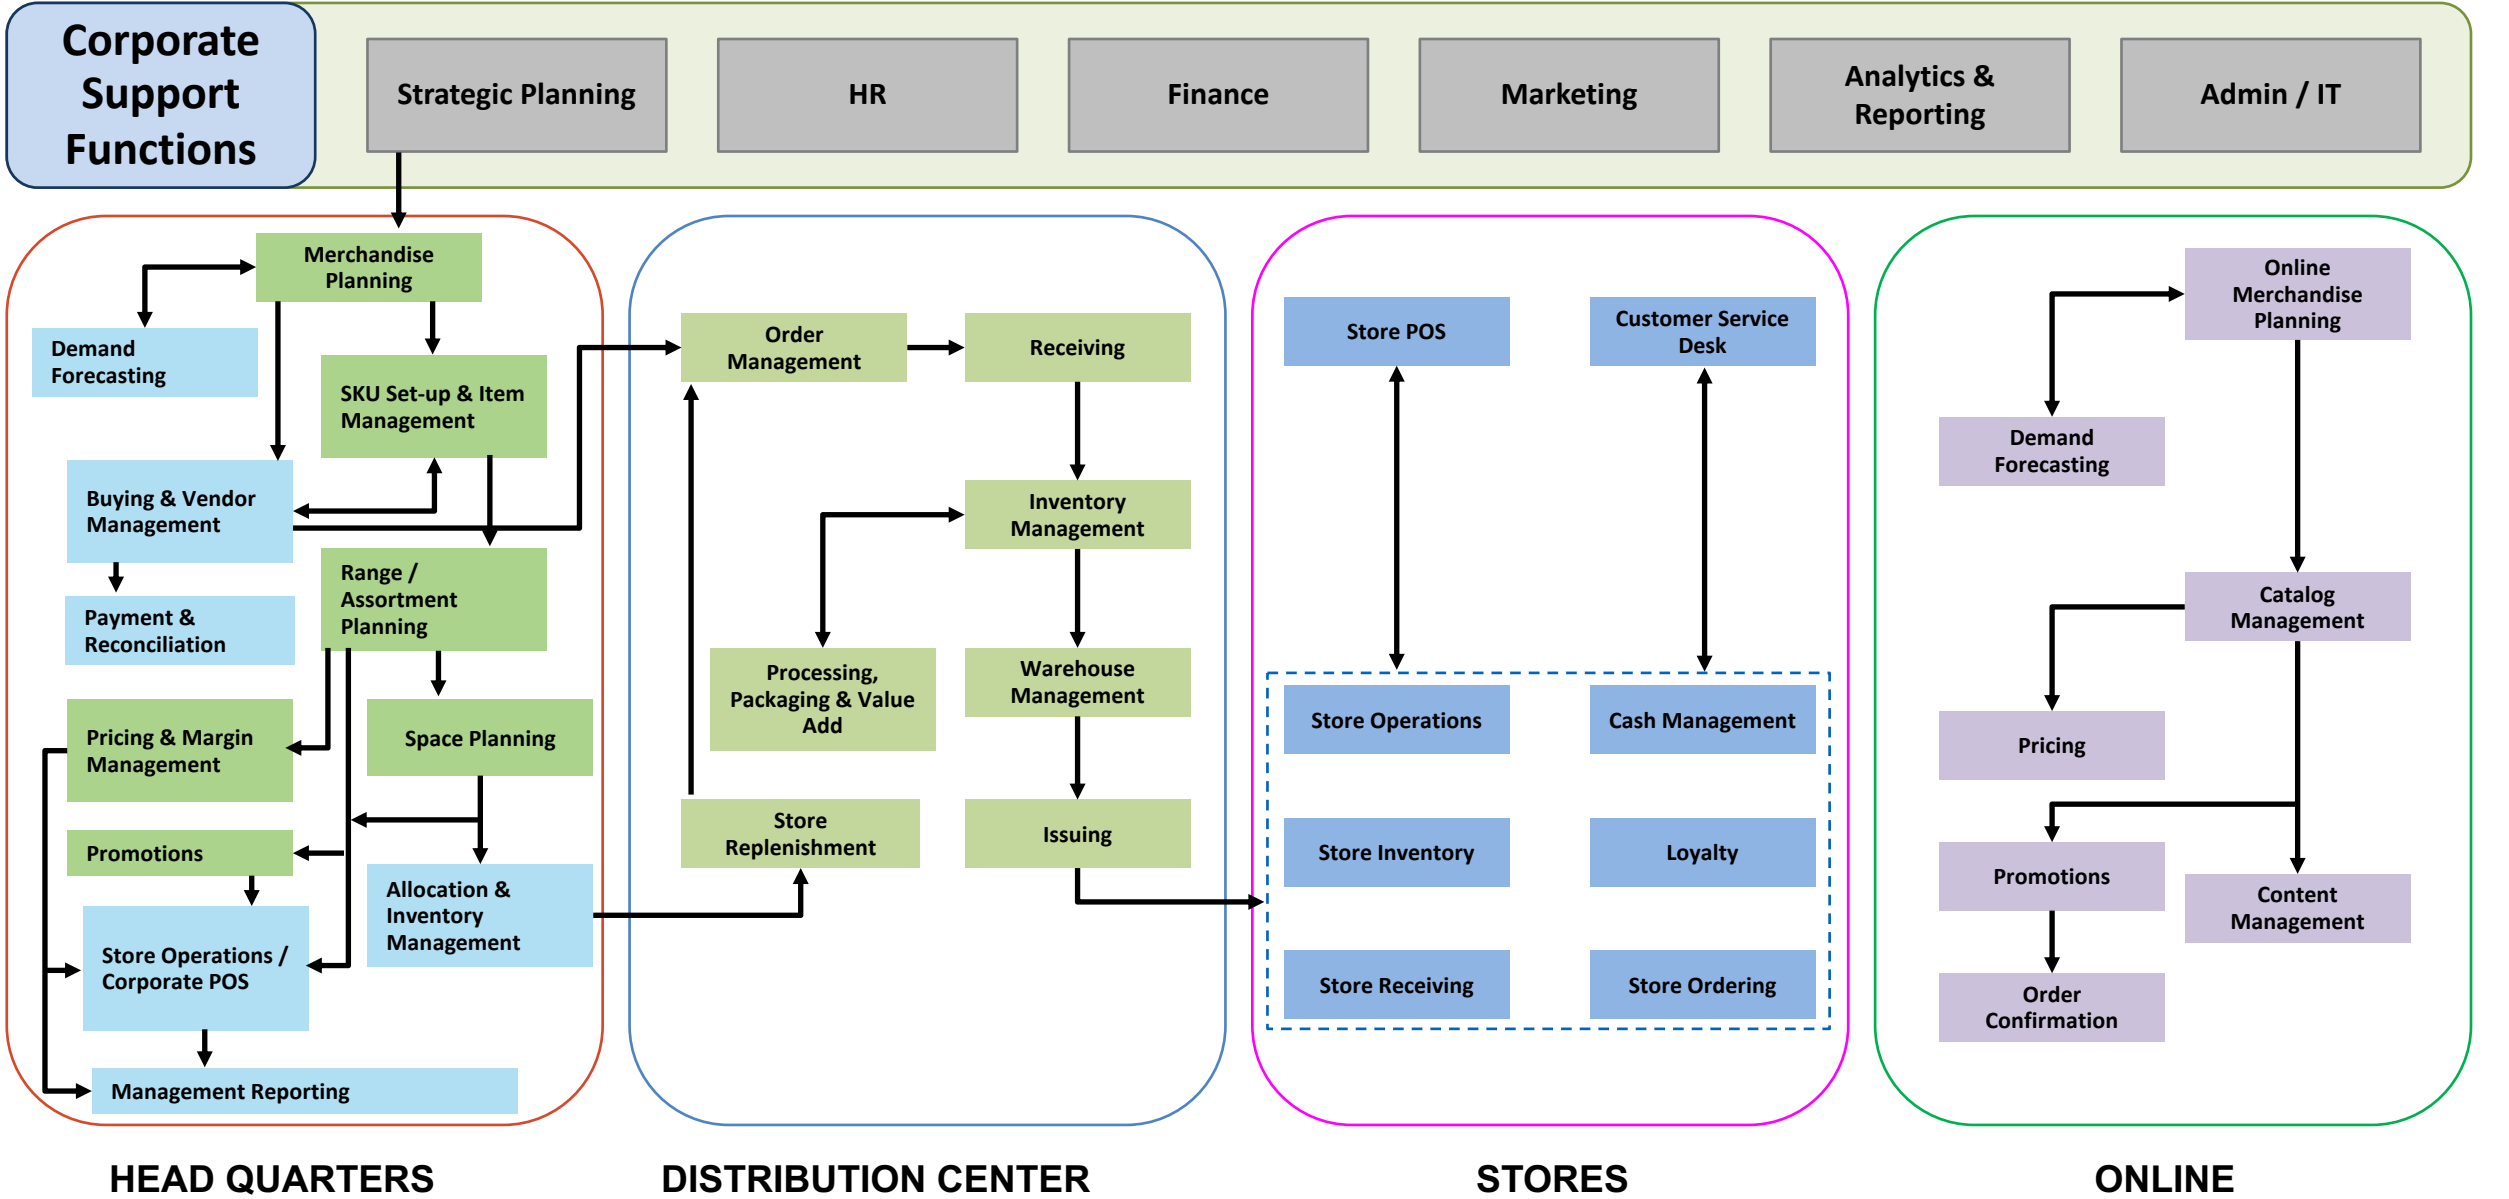 Corporate
Support
Functions
Strategic Planning
HR
Finance
Marketing
Analytics &
Reporting
Admin / IT
Merchandise
Planning
Demand
Forecasting
SKU Set-up & Item
Management
Buying & Vendor
Management
Range /
Assortment
Planning
Payment &
Reconciliation
Pricing & Margin
Management
Space Planning
Promotions
Allocation &
Inventory
Management
Store Operations /
Corporate POS
Management Reporting
HEAD QUARTERS
Order
Management
Receiving
Inventory
Management
Processing,
Packaging & Value
Add
Warehouse
Management
Store
Replenishment
Issuing
DISTRIBUTION CENTER
Store POS
Customer Service
Desk
Store Operations
Cash Management
Store Inventory
Loyalty
Store Receiving
Store Ordering
STORES
Online
Merchandise
Planning
Demand
Forecasting
Catalog
Management
Pricing
Promotions
Content
Management
Order
Confirmation
ONLINE